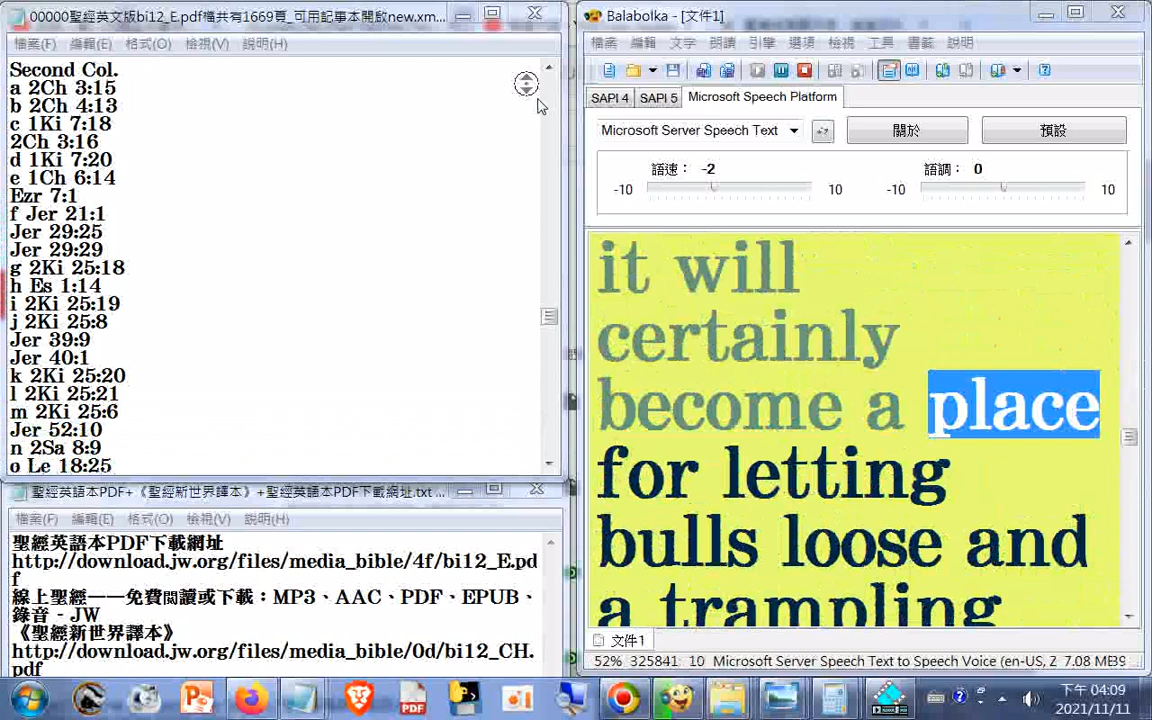 00000聖經英文版bi12_E.pdf檔共有1669頁_可用記事本開啟new.xm...
檔案(F) 編輯(E) 格式(O) 檢視(V) 說明(H)
Second Col.
a 2Ch 3:15
b 2Ch 4:13
c 1Ki 7:18
2Ch 3:16
d 1Ki 7:20
e 1Ch 6:14
Ezr 7:1
f Jer 21:1
Jer 29:25
Jer 29:29
g 2Ki 25:18
h Es 1:14
i 2Ki 25:19
j 2Ki 25:8
Jer 39:9
Jer 40:1
k 2Ki 25:20
l 2Ki 25:21
m 2Ki 25:6
Jer 52:10
n 2Sa 8:9
o Le 18:25
聖經英語本PDF+《聖經新世界譯本》+聖經英語本PDF下載網址.txt ...
檔案(F) 編輯(E) 格式(O) 檢視(V) 說明(H)
聖經英語本PDF下載網址
http://download.jw.org/files/media_bible/4f/bi12_E.pd
f
線上聖經——免費閱讀或下載：MP3、AAC、PDF、EPUB、
錄音 - JW
《聖經新世界譯本》
http://download.jw.org/files/media_bible/0d/bi12_CH.
pdf
Balabolka - [文件1]
檔案 編輯 文字 朗讀 引擎 選項 檢視 工具 書籤 說明
SAPI 4 SAPI 5 Microsoft Speech Platform
Microsoft Server Speech Text 關於 預設
語速： -2 語調： 0
-10 10 -10 10
it will
certainly
become a place
for letting
bulls loose and
a trampling
文件1
52% 325841: 10 Microsoft Server Speech Text to Speech Voice (en-US, Z 7.08 MB
PDF
下午 04:09
2021/11/11